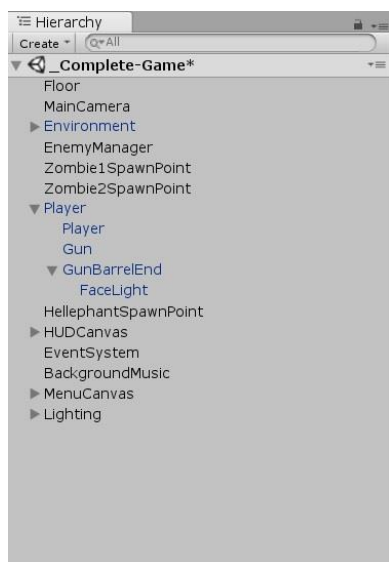 Hierarchy
Create All
_Complete-Game*
Floor
MainCamera
Environment
EnemyManager
Zombie1SpawnPoint
Zombie2SpawnPoint
Player
Player
Gun
GunBarrelEnd
FaceLight
HellephantSpawnPoint
HUDCanvas
EventSystem
BackgroundMusic
MenuCanvas
Lighting